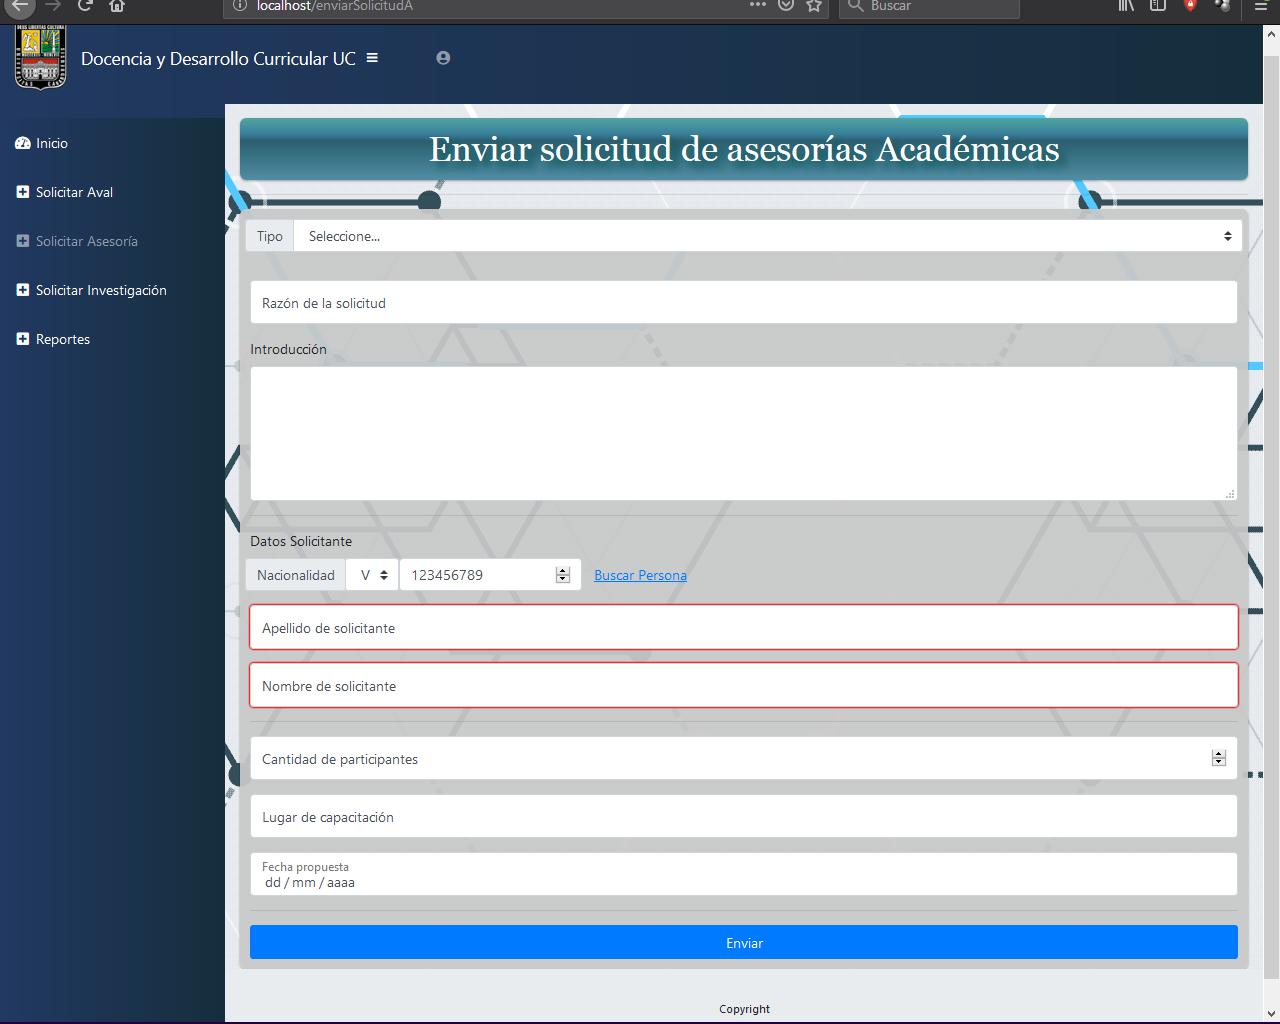 localhost/enviarSolicitudA
Buscar
Docencia y Desarrollo Curricular UC
Inicio
Solicitar Aval
Solicitar Asesoría
Solicitar Investigación
Reportes
Enviar solicitud de asesorías Académicas
Tipo Seleccione...
Razón de la solicitud
Introducción
Datos Solicitante
Nacionalidad V 123456789 Buscar Persona
Apellido de solicitante
Nombre de solicitante
Cantidad de participantes
Lugar de capacitación
Fecha propuesta
dd / mm / aaaa
Enviar
Copyright